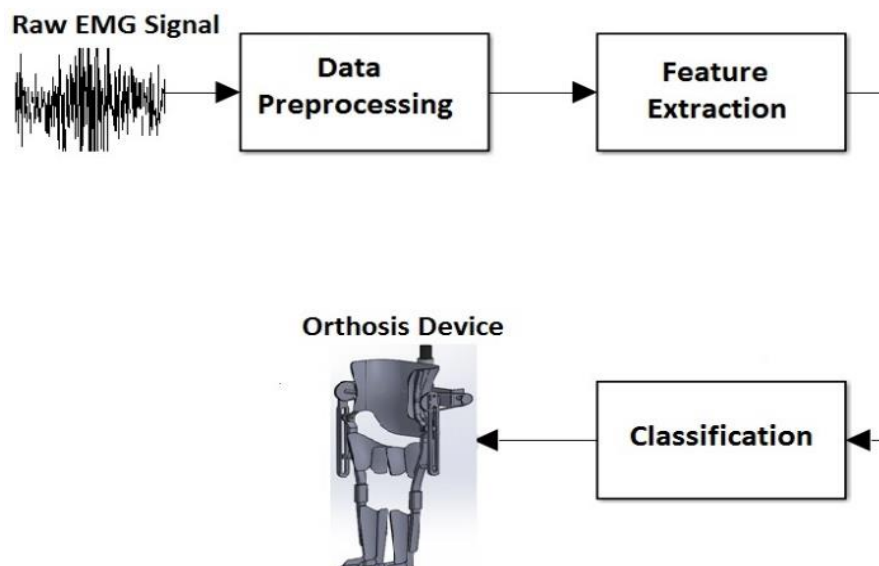 Raw EMG Signal
Data
Preprocessing
Feature
Extraction
Orthosis Device
Classification